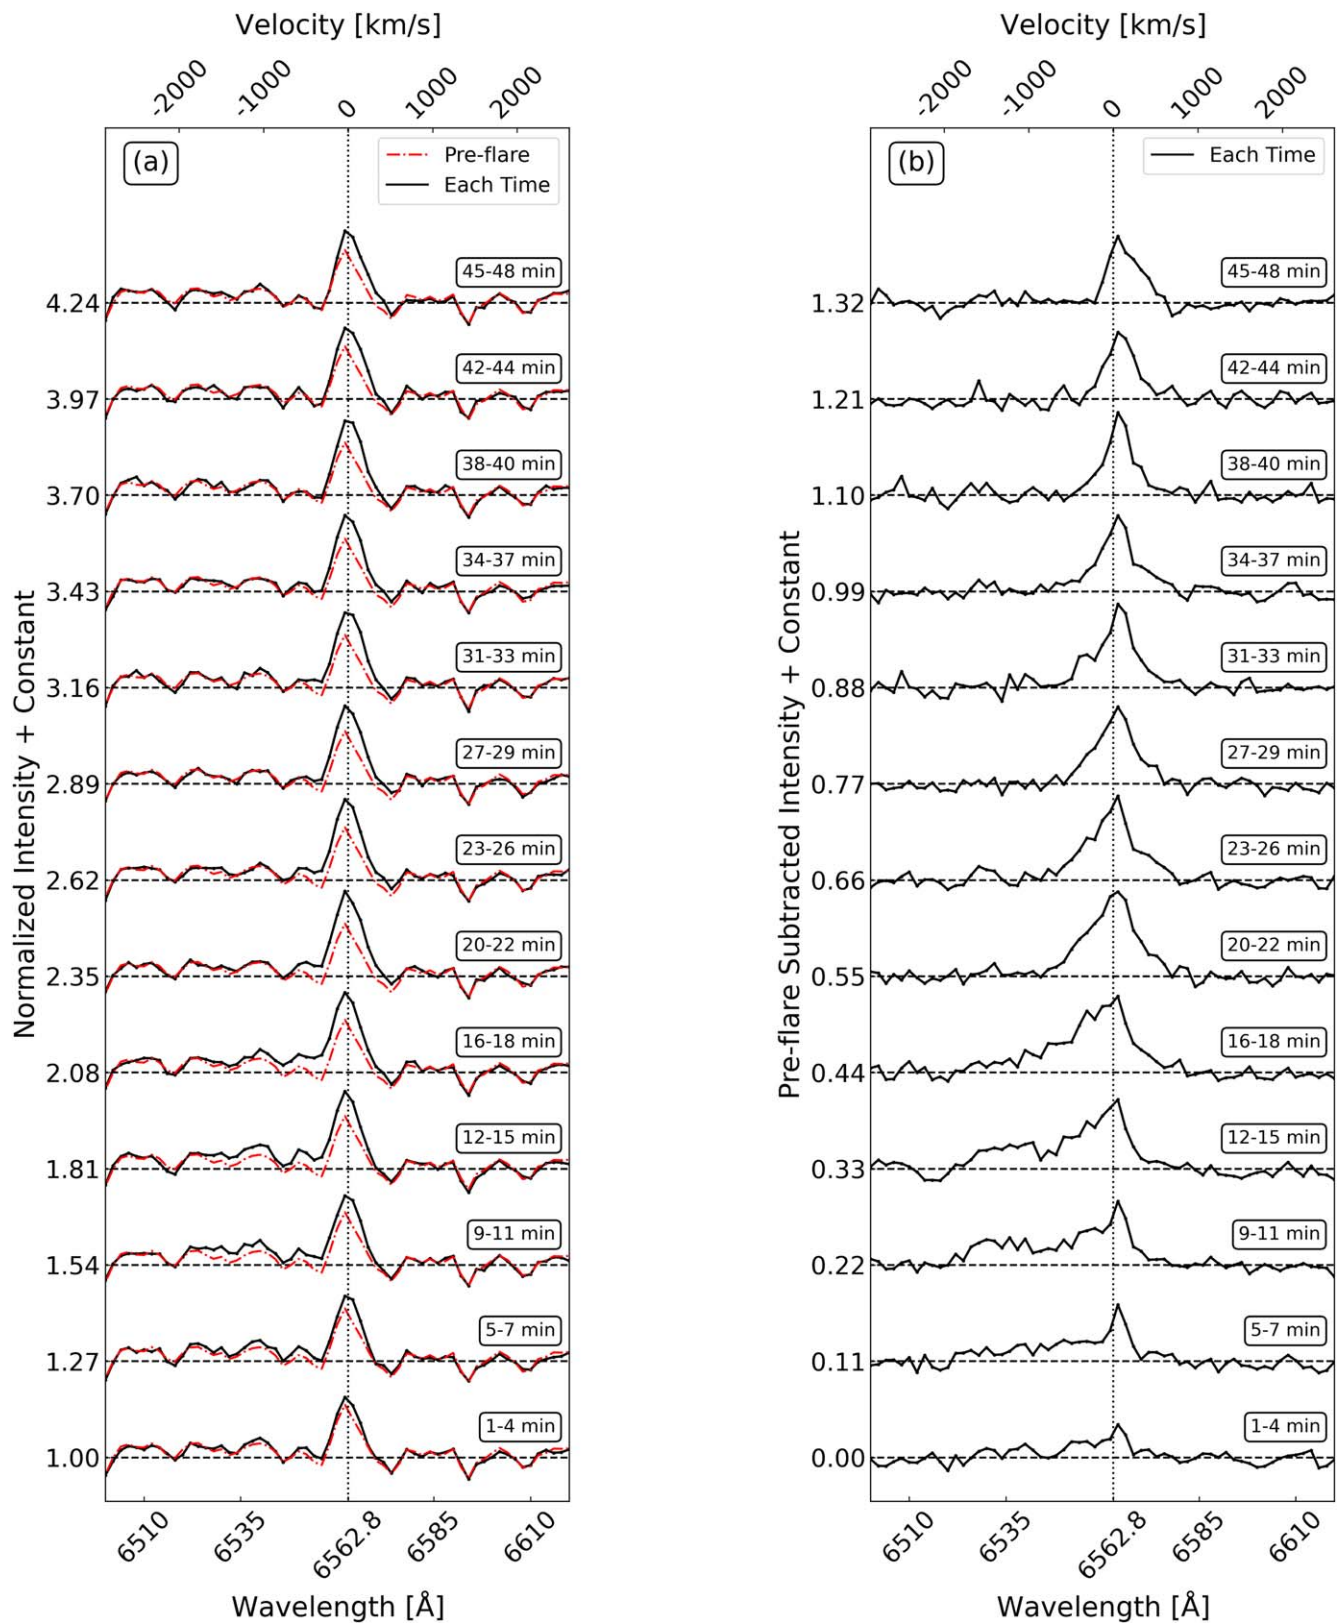 Velocity [km/s]
-2000 -1000 0 1000 2000
(a)
Pre-flare
Each Time
45-48 min
4.24
42-44 min
3.97
38-40 min
3.70
34-37 min
3.43
31-33 min
3.16
27-29 min
2.89
23-26 min
2.62
20-22 min
2.35
16-18 min
2.08
12-15 min
1.81
9-11 min
1.54
5-7 min
1.27
1-4 min
1.00
Normalized Intensity + Constant
6510 6535 6562.8 6585 6610
Wavelength [Å]
Velocity [km/s]
-2000 -1000 0 1000 2000
(b)
Each Time
45-48 min
1.32
42-44 min
1.21
38-40 min
1.10
34-37 min
0.99
31-33 min
0.88
27-29 min
0.77
23-26 min
0.66
20-22 min
0.55
16-18 min
0.44
12-15 min
0.33
9-11 min
0.22
5-7 min
0.11
1-4 min
0.00
Pre-flare Subtracted Intensity + Constant
6510 6535 6562.8 6585 6610
Wavelength [Å]